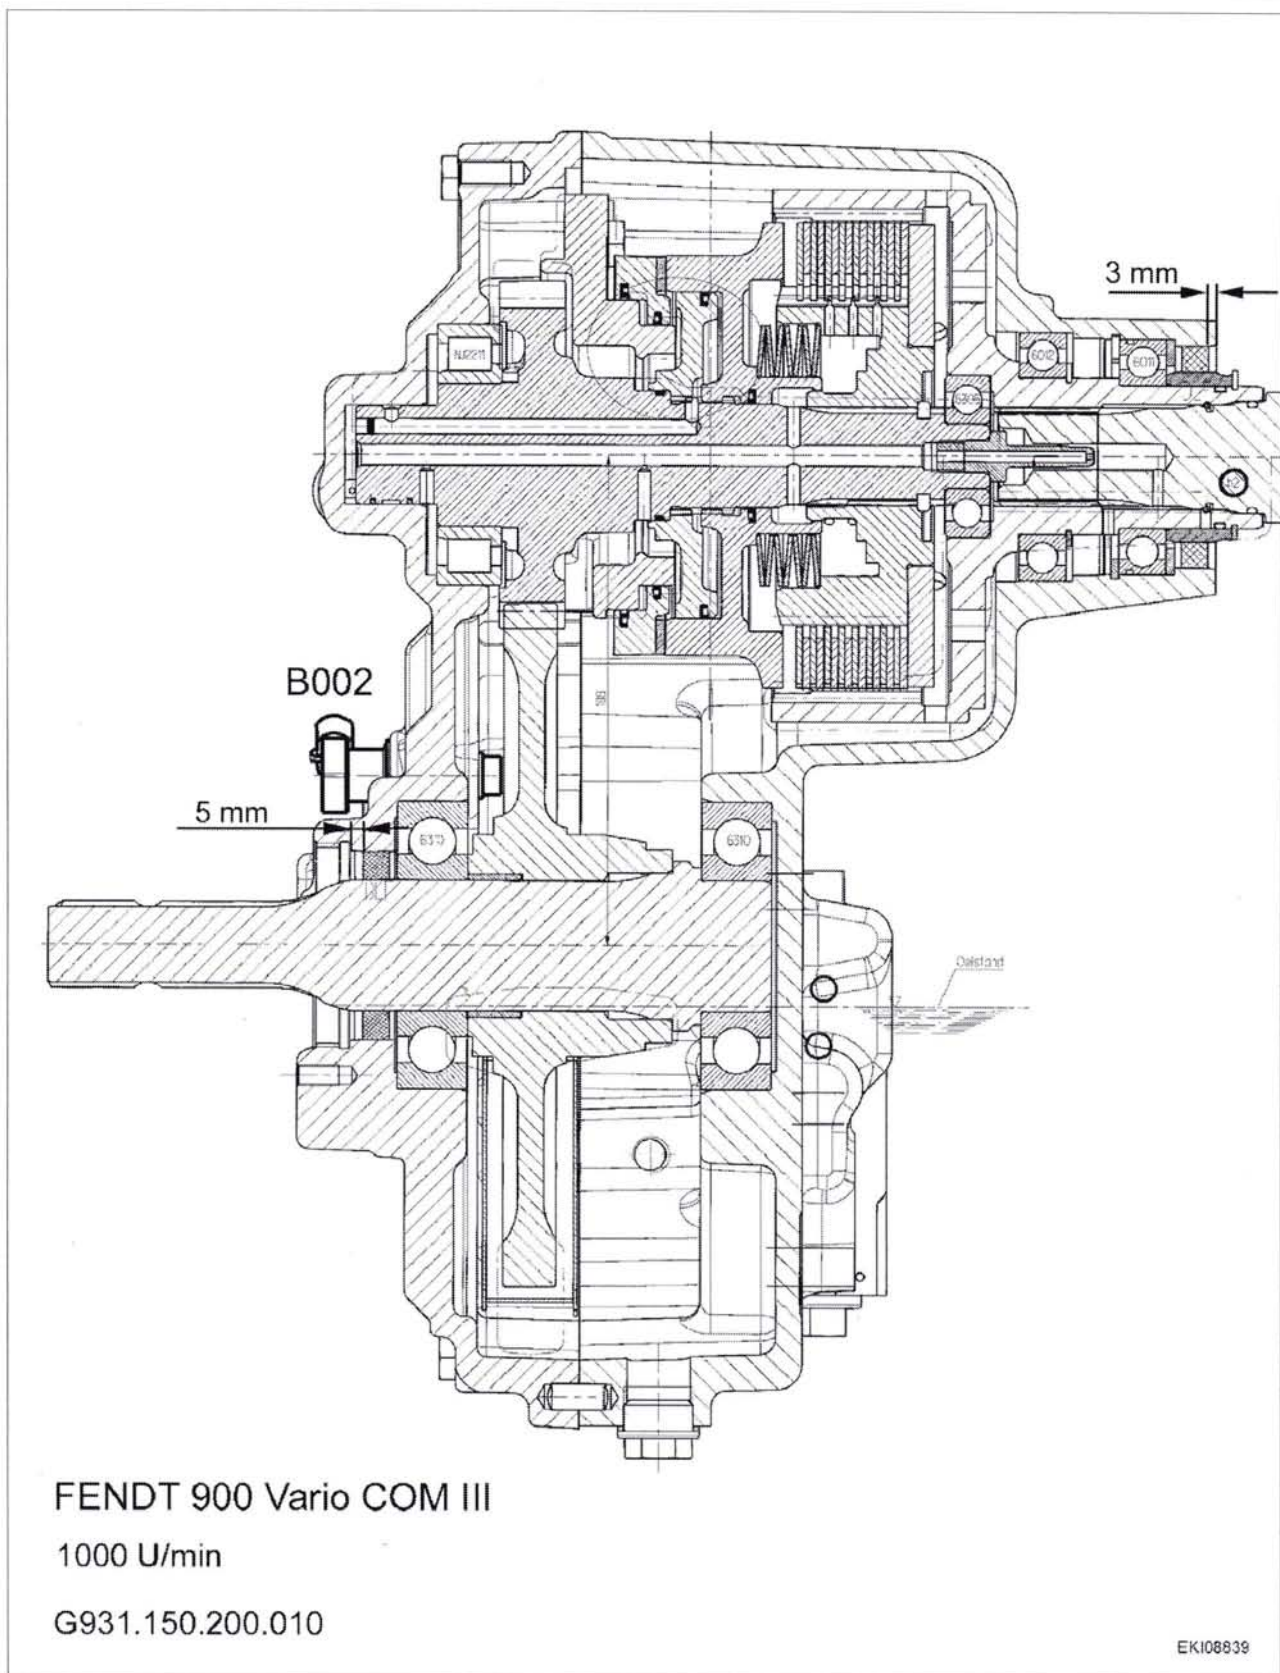 3 mm
NJ2211
6012
6011
B002
5 mm
6310
6310
Oelstand
FENDT 900 Vario COM III
1000 U/min
G931.150.200.010
EKI08839